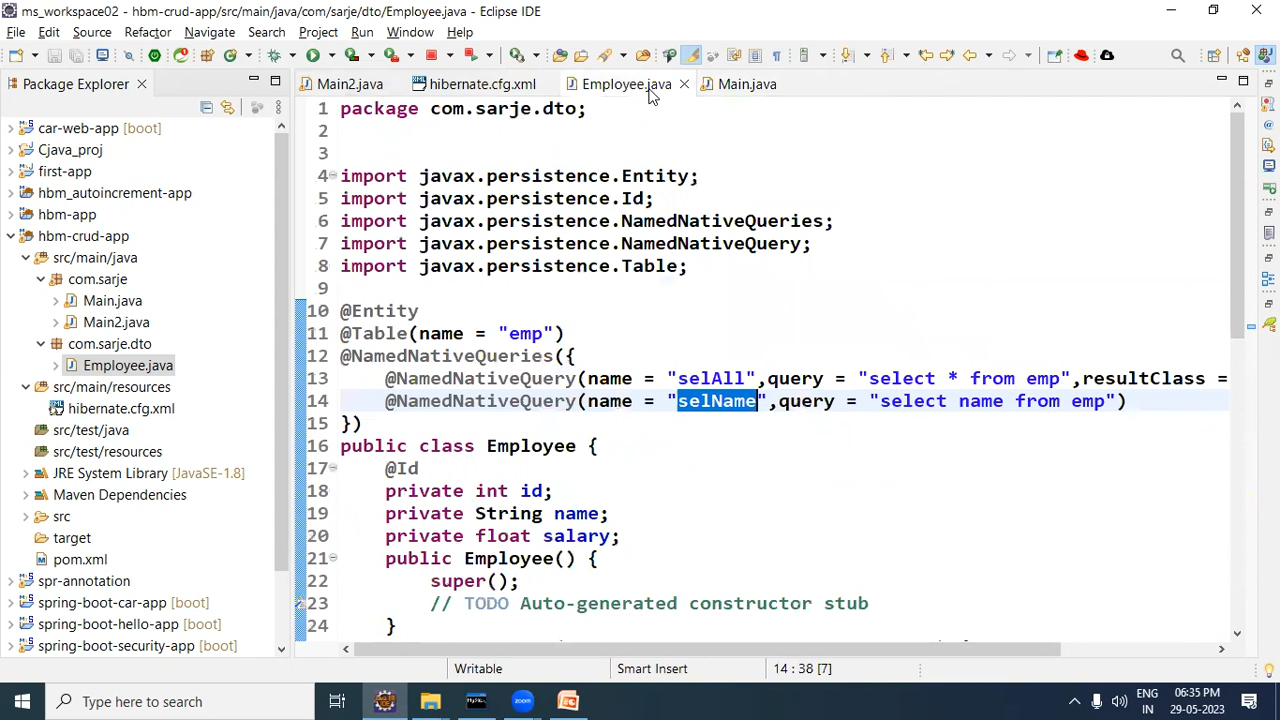 ms_workspace02 - hbm-crud-app/src/main/java/com/sarje/dto/Employee.java - Eclipse IDE
File Edit Source Refactor Navigate Search Project Run Window Help
Package Explorer
Main2.java hibernate.cfg.xml Employee.java Main.java
car-web-app [boot]
Cjava_proj
first-app
hbm_autoincrement-app
hbm-app
hbm-crud-app
src/main/java
com.sarje
Main.java
Main2.java
com.sarje.dto
Employee.java
src/main/resources
hibernate.cfg.xml
src/test/java
src/test/resources
JRE System Library [JavaSE-1.8]
Maven Dependencies
src
target
pom.xml
spr-annotation
spring-boot-car-app [boot]
spring-boot-hello-app [boot]
spring-boot-security-app [boot]
1 package com.sarje.dto;
2
3
4 import javax.persistence.Entity;
5 import javax.persistence.Id;
6 import javax.persistence.NamedNativeQueries;
7 import javax.persistence.NamedNativeQuery;
8 import javax.persistence.Table;
9
10 @Entity
11 @Table(name = "emp")
12 @NamedNativeQueries({
13 @NamedNativeQuery(name = "selAll",query = "select * from emp",resultClass =
14 @NamedNativeQuery(name = "selName",query = "select name from emp")
15 })
16 public class Employee {
17 @Id
18 private int id;
19 private String name;
20 private float salary;
21 public Employee() {
22 super();
23 // TODO Auto-generated constructor stub
24 }
Writable Smart Insert 14 : 38 [7]
Type here to search
zoom
ENG
IN
06:35 PM
29-05-2023